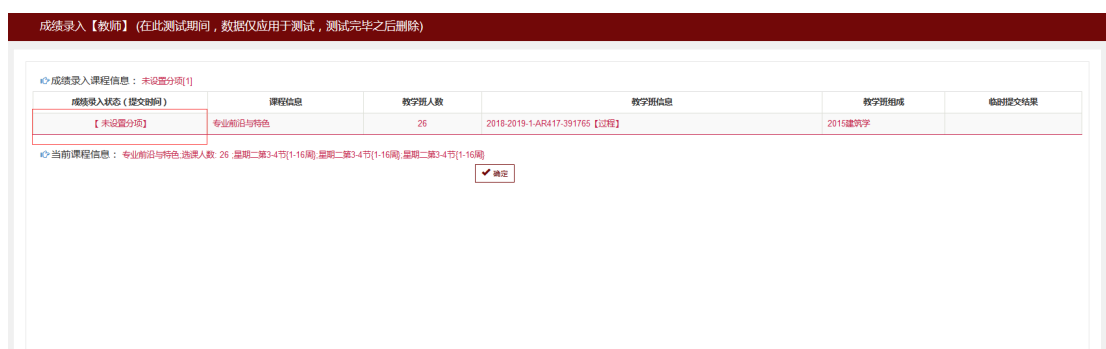 成绩录入【教师】(在此测试期间，数据仅应用于测试，测试完毕之后删除)
成绩录入课程信息： 未设置分项[1]
成绩录入状态（提交时间） 课程信息 教学班人数 教学班信息 教学班组成 临时提交结果
【 未设置分项】 专业前沿与特色 26 2018-2019-1-AR417-391765【过程】 2015建筑学
当前课程信息： 专业前沿与特色;选课人数: 26 ;星期二第3-4节{1-16周};星期二第3-4节{1-16周};星期二第3-4节{1-16周}
确定